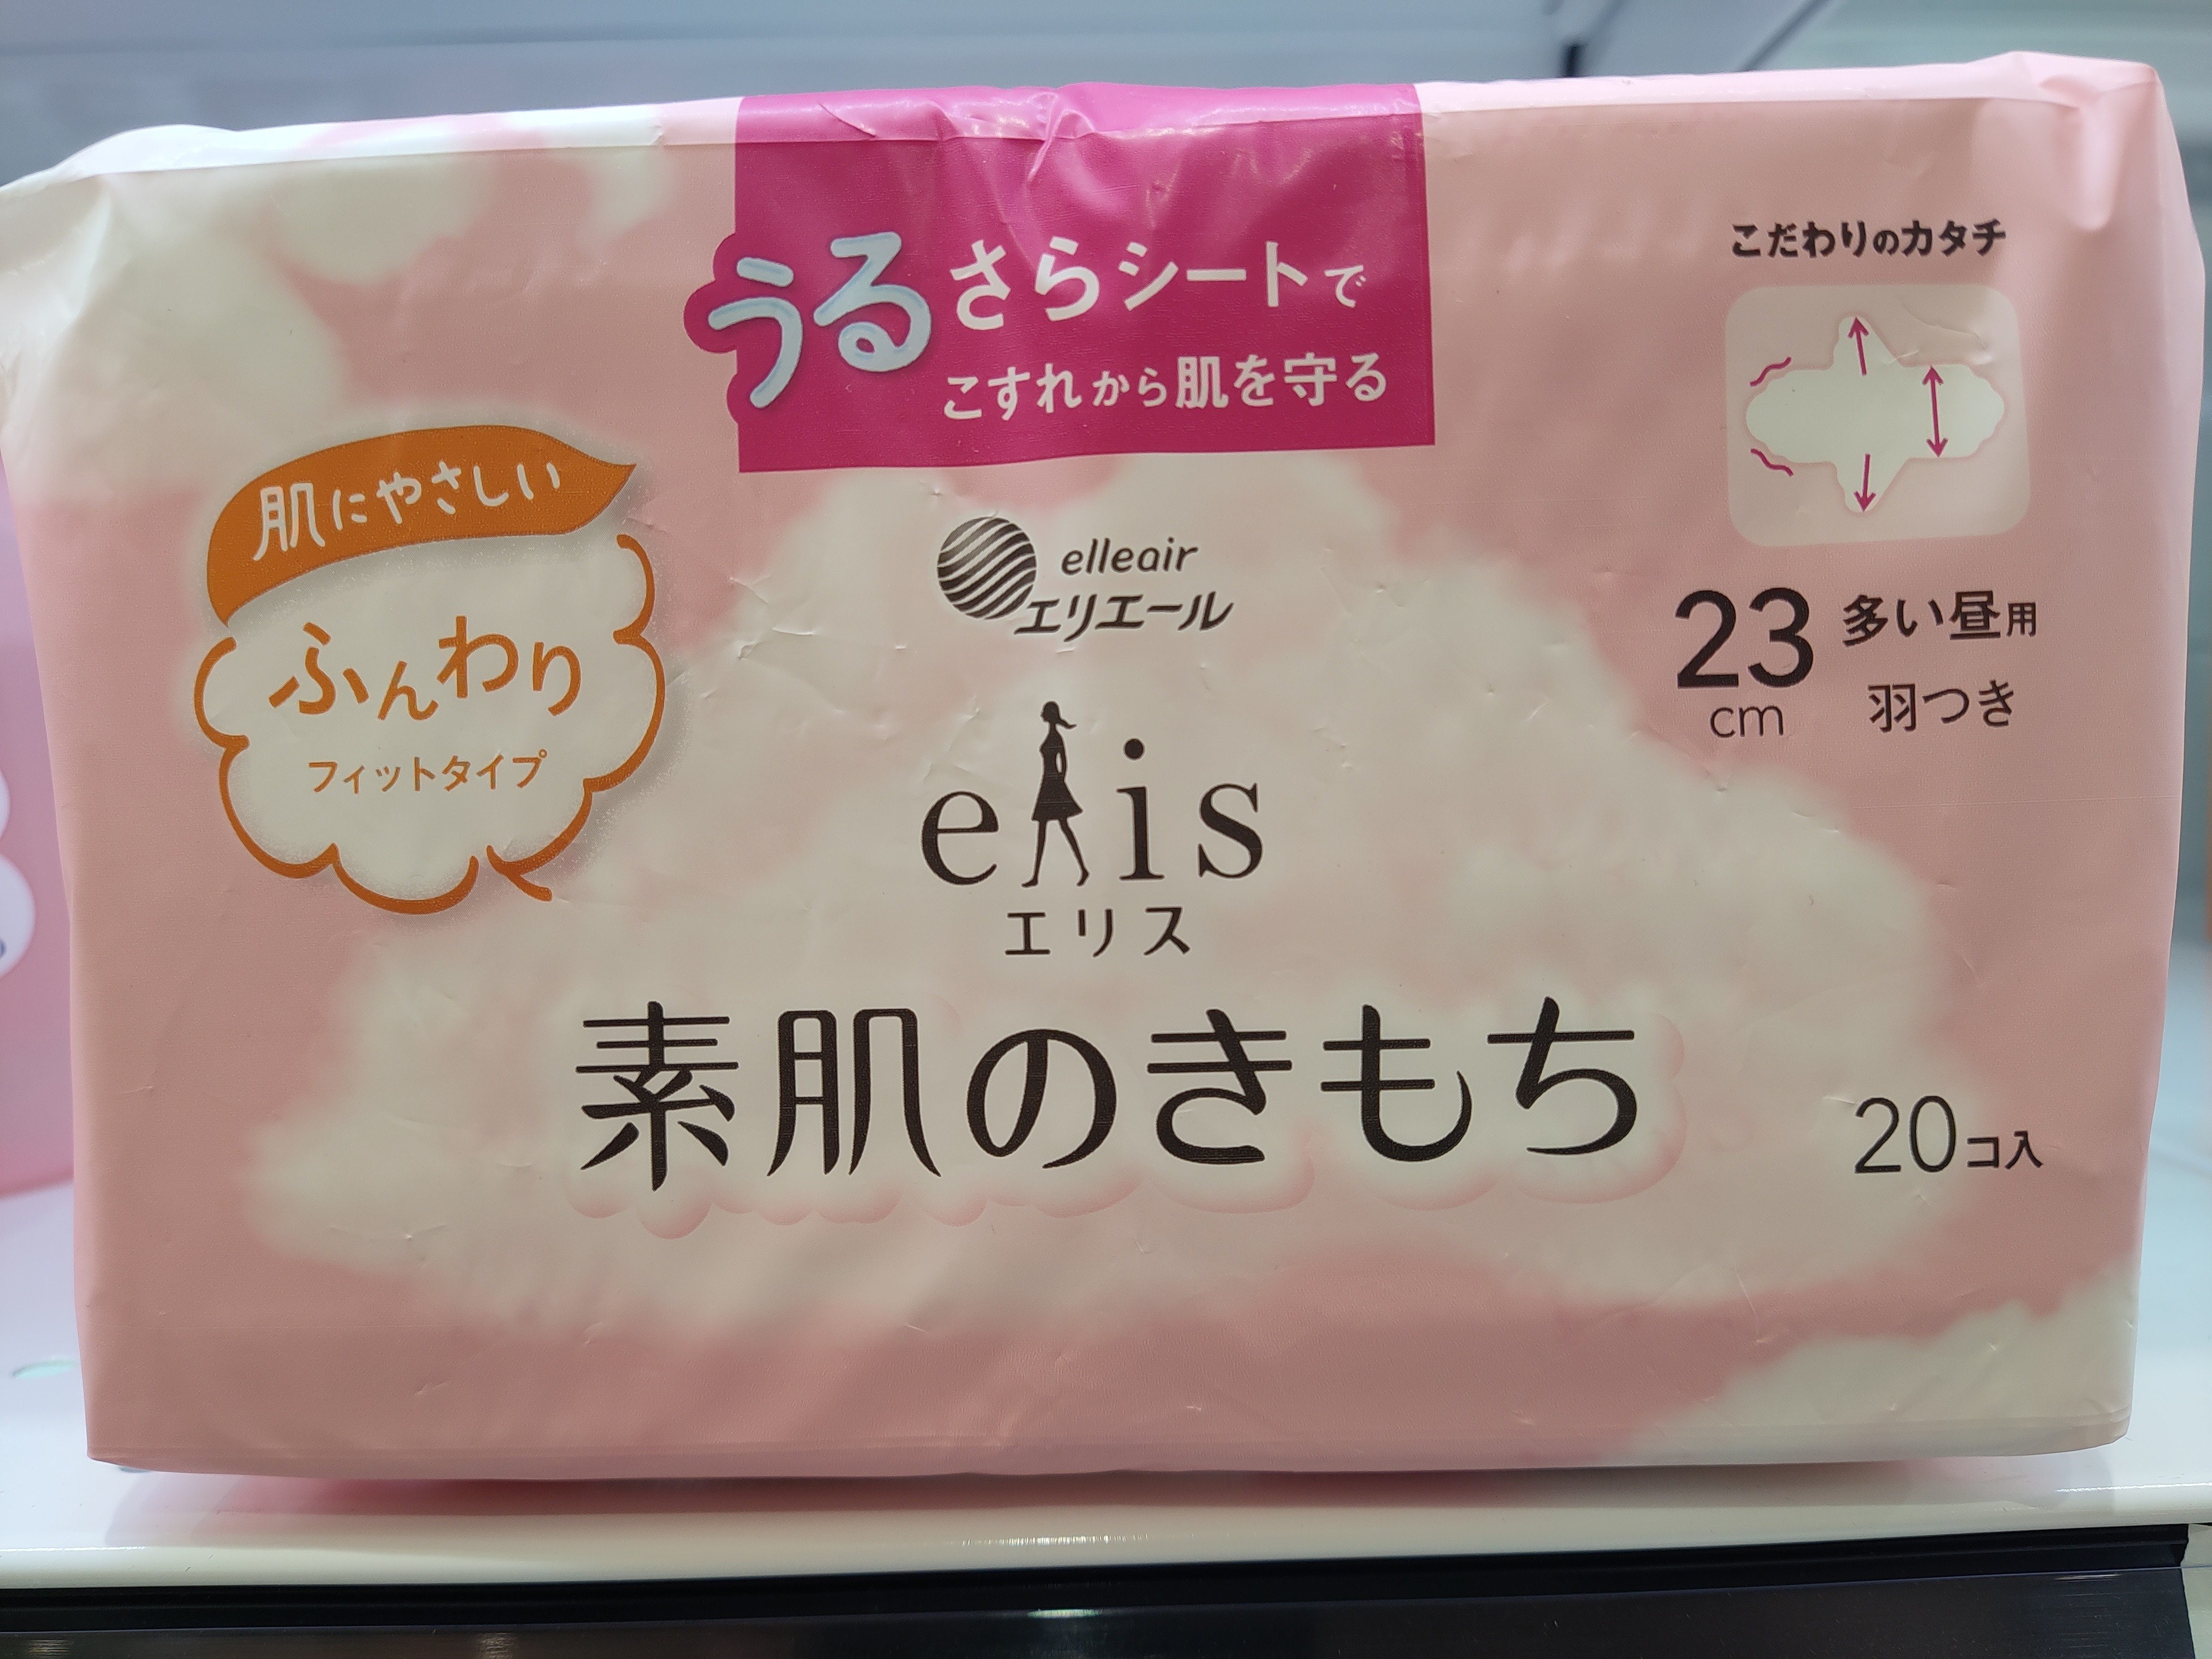 うるさらシートで
こすれから肌を守る
こだわりのカタチ
肌にやさしい
ふんわり
フィットタイプ
elleair
エリエール
23cm 多い昼用
羽つき
elis
エリス
素肌のきもち
20コ入